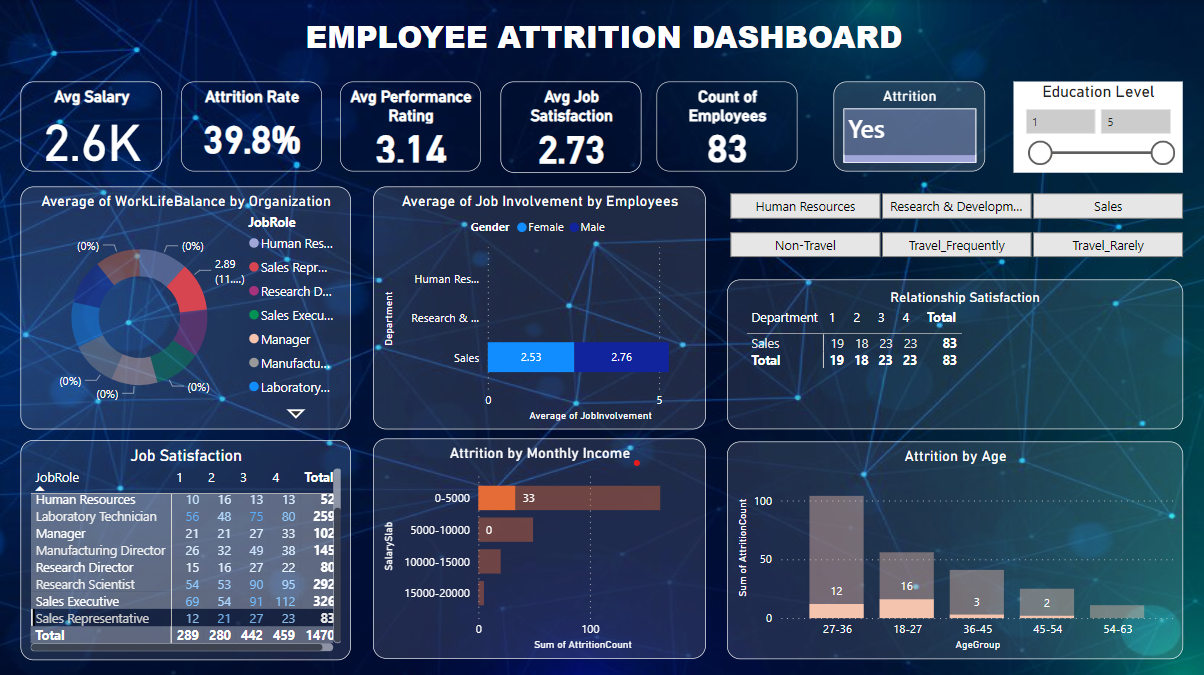 EMPLOYEE ATTRITION DASHBOARD
Avg Salary
2.6K
Attrition Rate
39.8%
Avg Performance
Rating
3.14
Avg Job
Satisfaction
2.73
Count of
Employees
83
Attrition
Yes
Education Level
1 5
Human Resources Research & Developm... Sales
Non-Travel Travel_Frequently Travel_Rarely
Average of WorkLifeBalance by Organization
JobRole
Human Res...
Sales Repr...
Research D...
Sales Execu...
Manager
Manufactu...
Laboratory...
(0%) (0%)
2.89
(11....)
(0%)
(0%)
(0%)
Average of Job Involvement by Employees
Gender Female Male
Department
Human Res...
Research & ...
Sales 2.53 2.76
0 5
Average of JobInvolvement
Relationship Satisfaction
Department 1 2 3 4 Total
Sales 19 18 23 23 83
Total 19 18 23 23 83
Job Satisfaction
JobRole 1 2 3 4 Total
Human Resources 10 16 13 13 52
Laboratory Technician 56 48 75 80 259
Manager 21 21 27 33 102
Manufacturing Director 26 32 49 38 145
Research Director 15 16 27 22 80
Research Scientist 54 53 90 95 292
Sales Executive 69 54 91 112 326
Sales Representative 12 21 27 23 83
Total 289 280 442 459 1470
Attrition by Monthly Income
SalarySlab
0-5000 33
5000-10000 0
10000-15000
15000-20000
0 100
Sum of AttritionCount
Attrition by Age
Sum of AttritionCount
100
50
0
12 16 3 2
27-36 18-27 36-45 45-54 54-63
AgeGroup